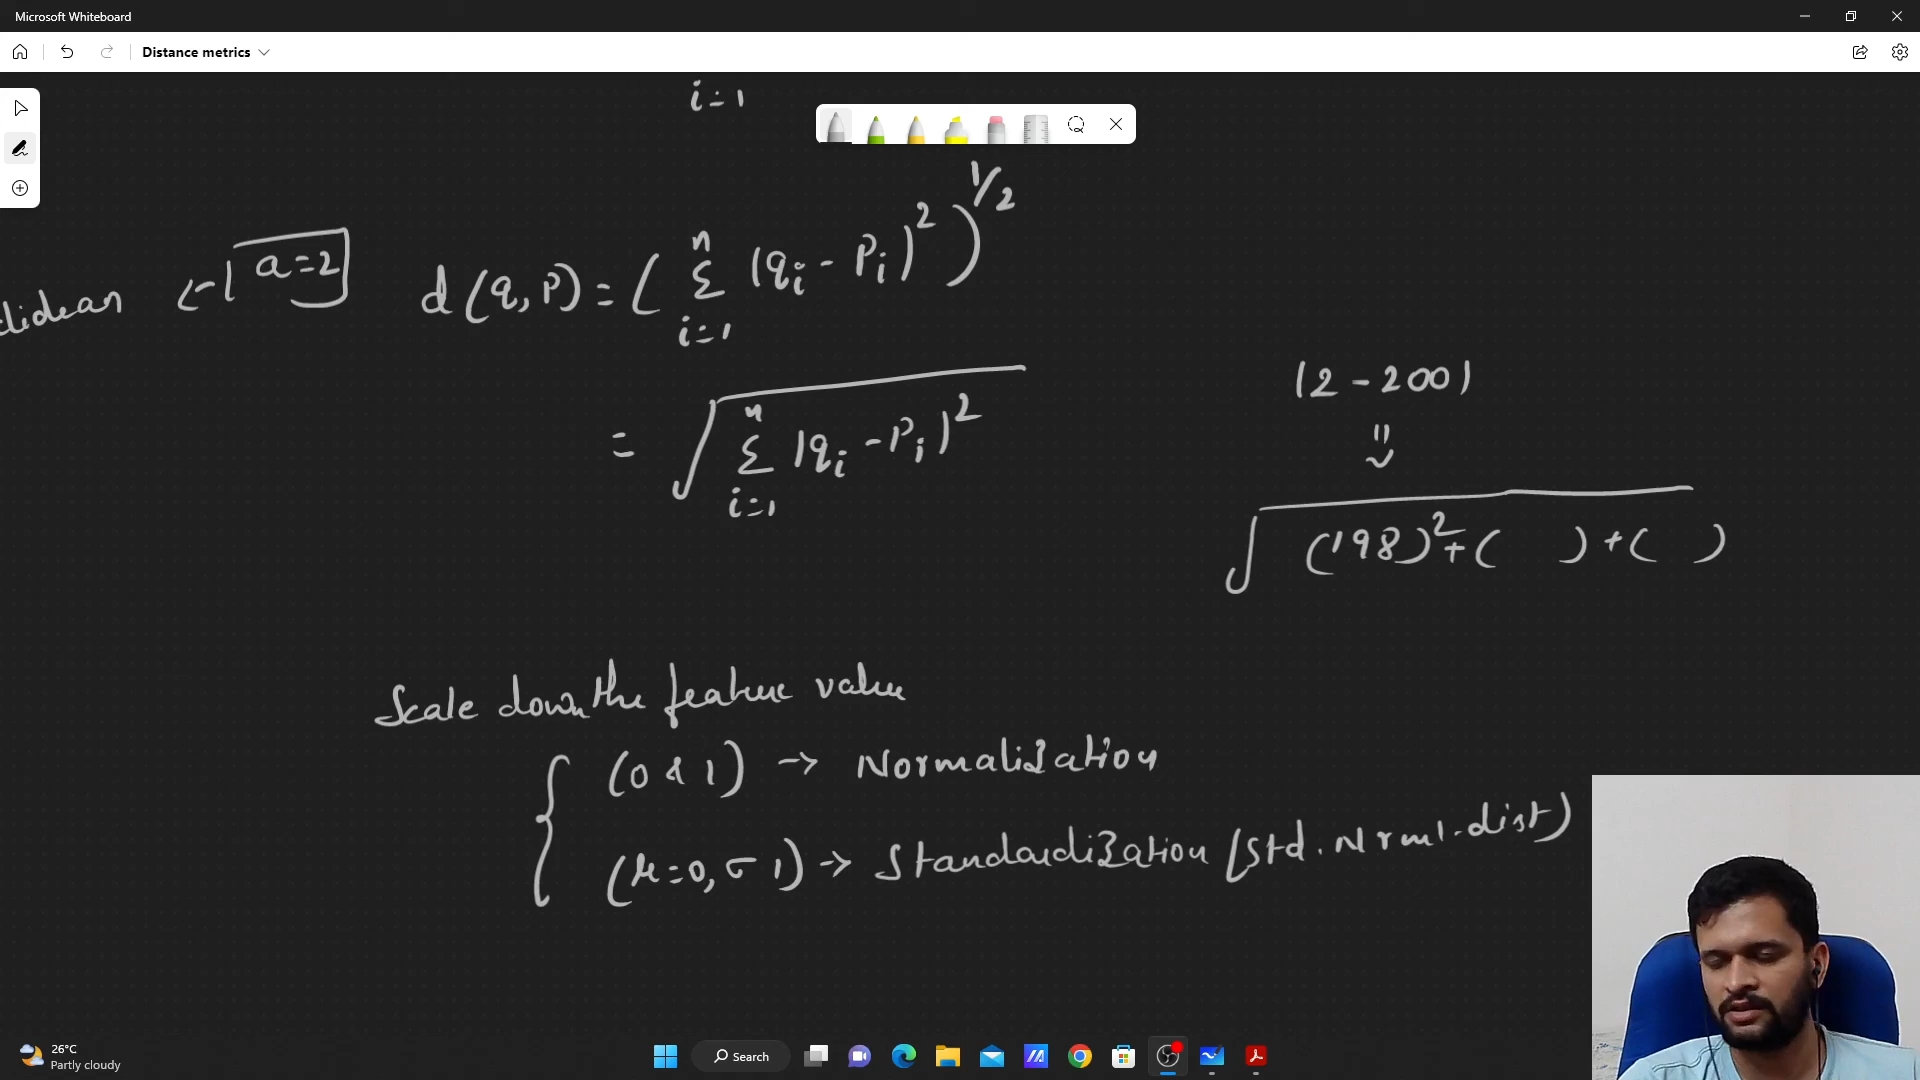 Microsoft Whiteboard
Distance metrics
i=1
a=2 d(q,p) = ( n Σ i=1 |qi - Pi|^2 )^1/2
= √ n Σ i=1 |qi - Pi|^2
|2 - 200|
√ (198)^2 + ( ) + ( )
Scale down the feature value
(0 & 1) → Normalization
(μ=0, σ 1) → Standardization (Std. Nrml. dist)
26°C
Partly cloudy
Search